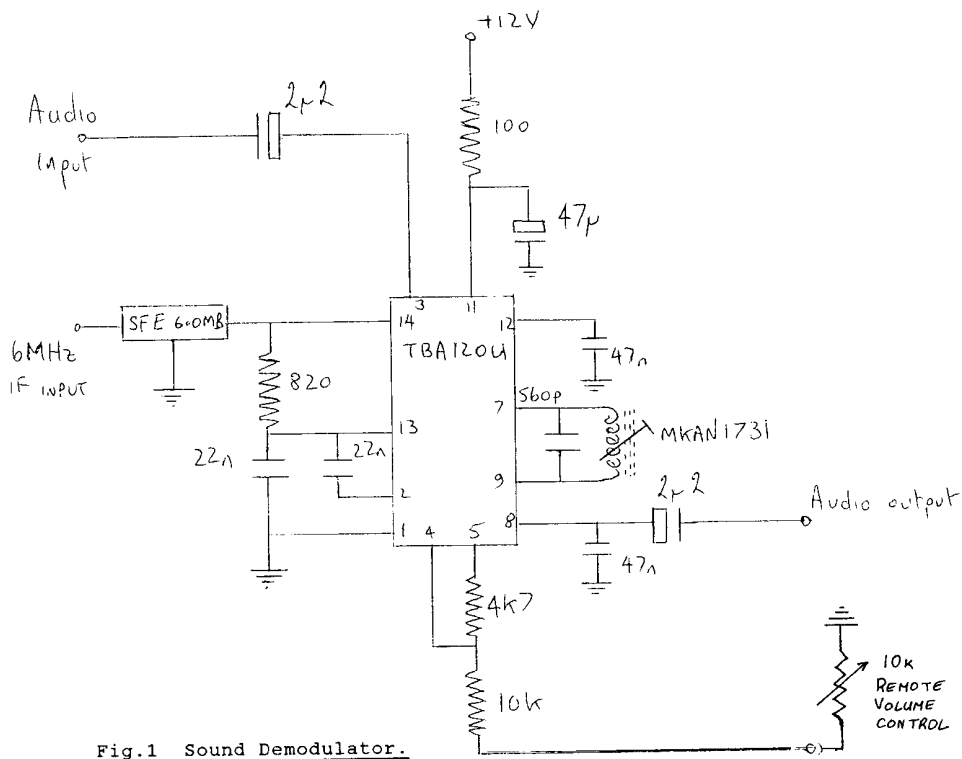 +12V
2µ2
Audio
Input
100
47µ
3
11
SFE 6.0MB
14
12
TBA120U
47n
6MHz
IF INPUT
820
560p
7
MKAN1731
13
22n
22n
2
9
2µ2
8
Audio output
1
4
5
47n
4k7
10k
10K
REMOTE
VOLUME
CONTROL
Fig.1 Sound Demodulator.